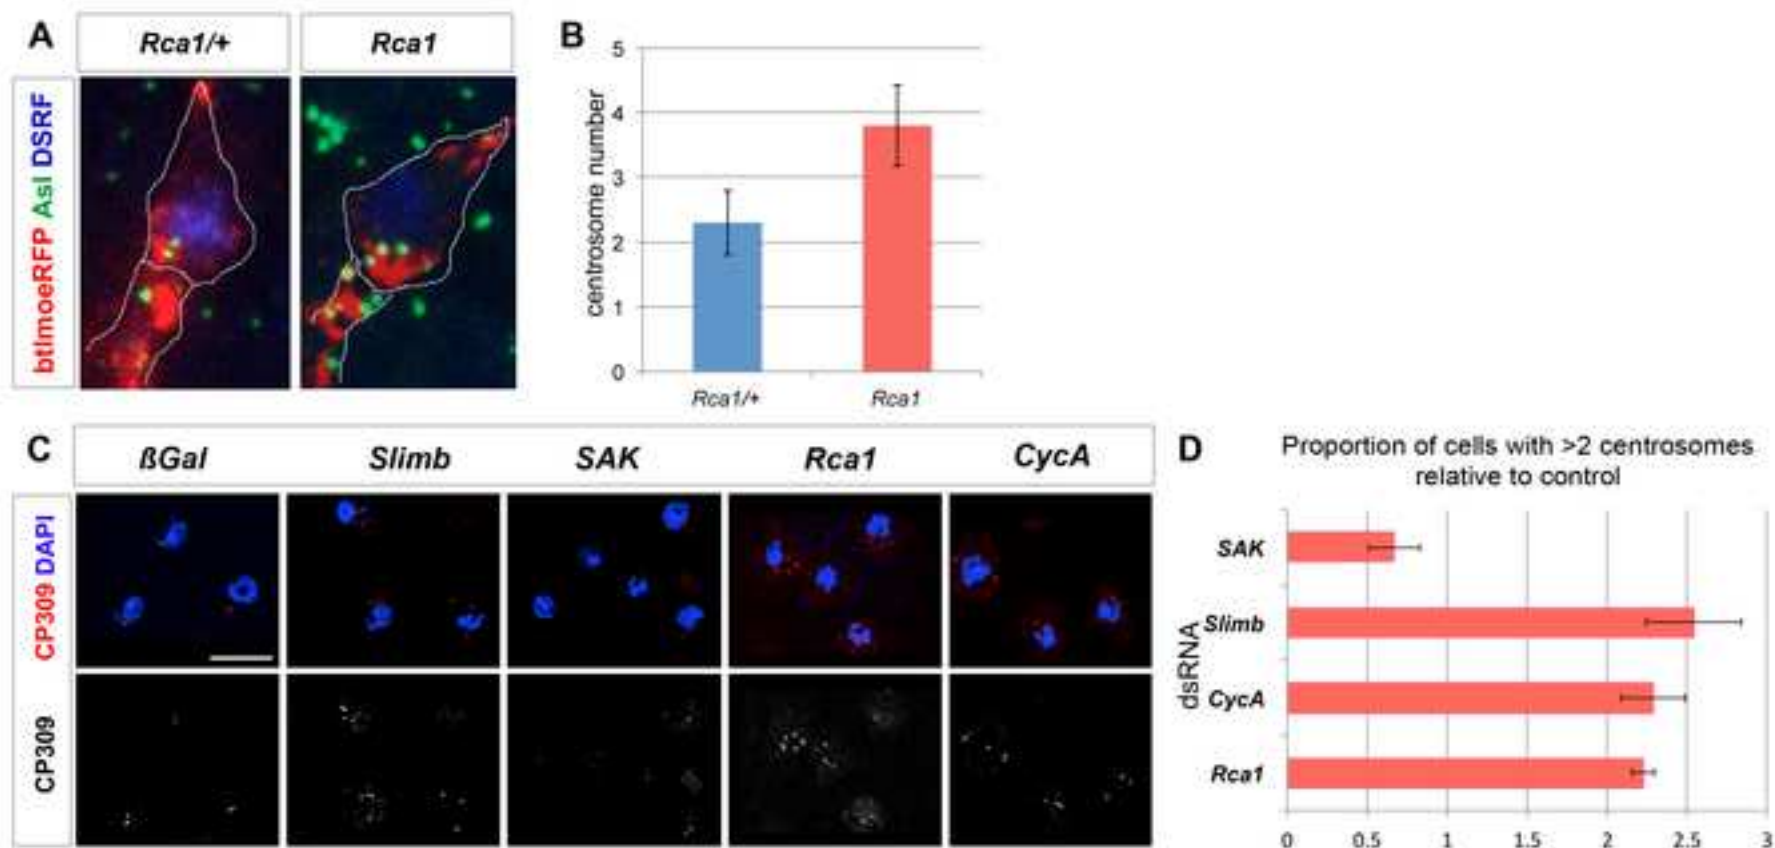 A
Rca1/+
Rca1
btlmoeRFP Asl DSRF
B
5
4
3
2
1
0
centrosome number
Rca1/+
Rca1
C
ßGal
Slimb
SAK
Rca1
CycA
CP309 DAPI
CP309
D
Proportion of cells with >2 centrosomes
relative to control
dsRNA
SAK
Slimb
CycA
Rca1
0 0.5 1 1.5 2 2.5 3